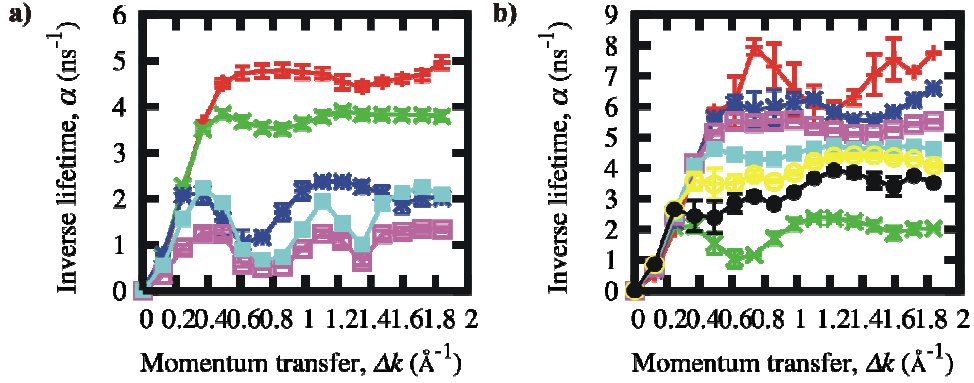 a)
Inverse lifetime, α (ns⁻¹)
6
5
4
3
2
1
0
0 0.2 0.4 0.6 0.8 1 1.2 1.4 1.6 1.8 2
Momentum transfer, Δk (Å⁻¹)
b)
Inverse lifetime, α (ns⁻¹)
9
8
7
6
5
4
3
2
1
0
0 0.2 0.4 0.6 0.8 1 1.2 1.4 1.6 1.8 2
Momentum transfer, Δk (Å⁻¹)